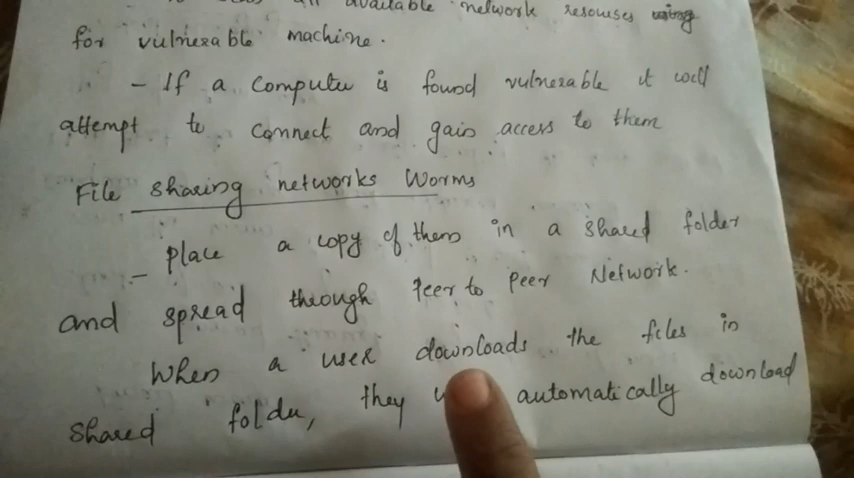 all available network resourses using
for vulnerable machine.
- If a computer is found vulnerable it will
attempt to connect and gain access to them
File sharing networks Worms
- place a copy of them in a shared folder
and spread through peer to peer Network.
When a user downloads the files in
shared folder, they automatically download